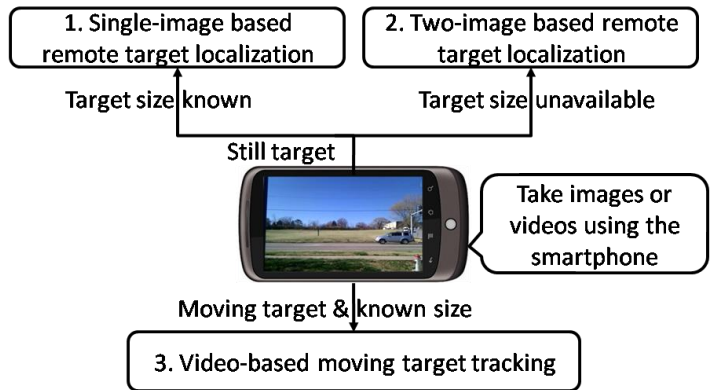 1. Single-image based
remote target localization
2. Two-image based remote
target localization
Target size known
Target size unavailable
Still target
Take images or
videos using the
smartphone
Moving target & known size
3. Video-based moving target tracking